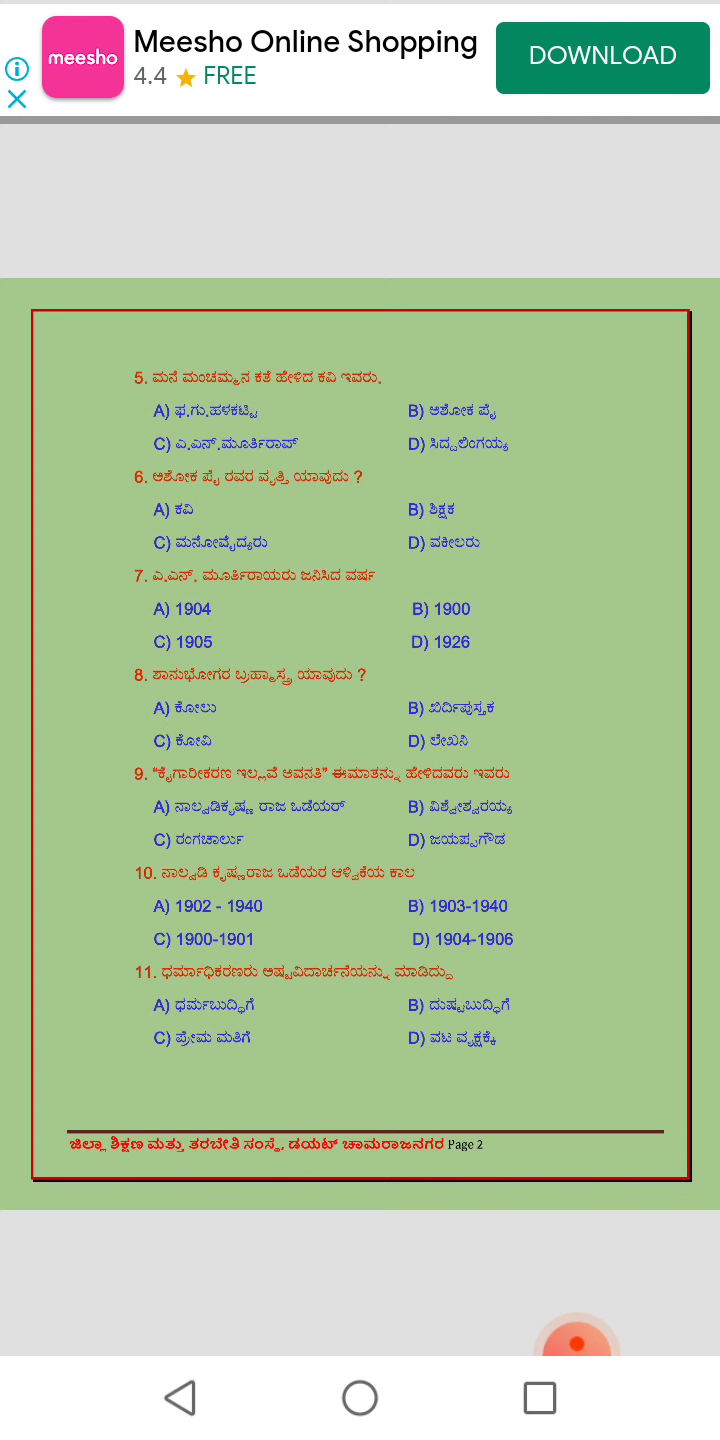 Meesho Online Shopping
meesho
4.4 ★ FREE
DOWNLOAD
5. ಮನೆ ಮಂಚಮ್ಮನ ಕತೆ ಹೇಳಿದ ಕವಿ ಇವರು.
A) ಫ.ಗು.ಹಳಕಟ್ಟಿ B) ಅಶೋಕ ಪೈ
C) ಎ.ಎನ್.ಮೂರ್ತಿರಾವ್ D) ಸಿದ್ದಲಿಂಗಯ್ಯ
6. ಅಶೋಕ ಪೈ ರವರ ವೃತ್ತಿ ಯಾವುದು ?
A) ಕವಿ B) ಶಿಕ್ಷಕ
C) ಮನೋವೈದ್ಯರು D) ವಕೀಲರು
7. ಎ.ಎನ್. ಮೂರ್ತಿರಾಯರು ಜನಿಸಿದ ವರ್ಷ
A) 1904 B) 1900
C) 1905 D) 1926
8. ಶಾನುಭೋಗರ ಬ್ರಹ್ಮಾಸ್ತ್ರ ಯಾವುದು ?
A) ಕೋಲು B) ಖಿರ್ದಿಪುಸ್ತಕ
C) ಕೋವಿ D) ಲೇಖನಿ
9. “ಕೈಗಾರೀಕರಣ ಇಲ್ಲವೆ ಅವನತಿ” ಈಮಾತನ್ನು ಹೇಳಿದವರು ಇವರು
A) ನಾಲ್ವಡಿಕೃಷ್ಣ ರಾಜ ಒಡೆಯರ್ B) ವಿಶ್ವೇಶ್ವರಯ್ಯ
C) ರಂಗಚಾರ್ಲು D) ಜಯಪ್ಪಗೌಡ
10. ನಾಲ್ವಡಿ ಕೃಷ್ಣರಾಜ ಒಡೆಯರ ಆಳ್ವಿಕೆಯ ಕಾಲ
A) 1902 - 1940 B) 1903-1940
C) 1900-1901 D) 1904-1906
11. ಧರ್ಮಾಧಿಕರಣರು ಅಷ್ಟವಿದಾರ್ಚನೆಯನ್ನು ಮಾಡಿದ್ದು
A) ಧರ್ಮಬುದ್ಧಿಗೆ B) ದುಷ್ಟಬುದ್ಧಿಗೆ
C) ಪ್ರೇಮ ಮತಿಗೆ D) ವಟ ವೃಕ್ಷಕ್ಕೆ
ಜಿಲ್ಲಾ ಶಿಕ್ಷಣ ಮತ್ತು ತರಬೇತಿ ಸಂಸ್ಥೆ, ಡಯಟ್ ಚಾಮರಾಜನಗರ Page 2